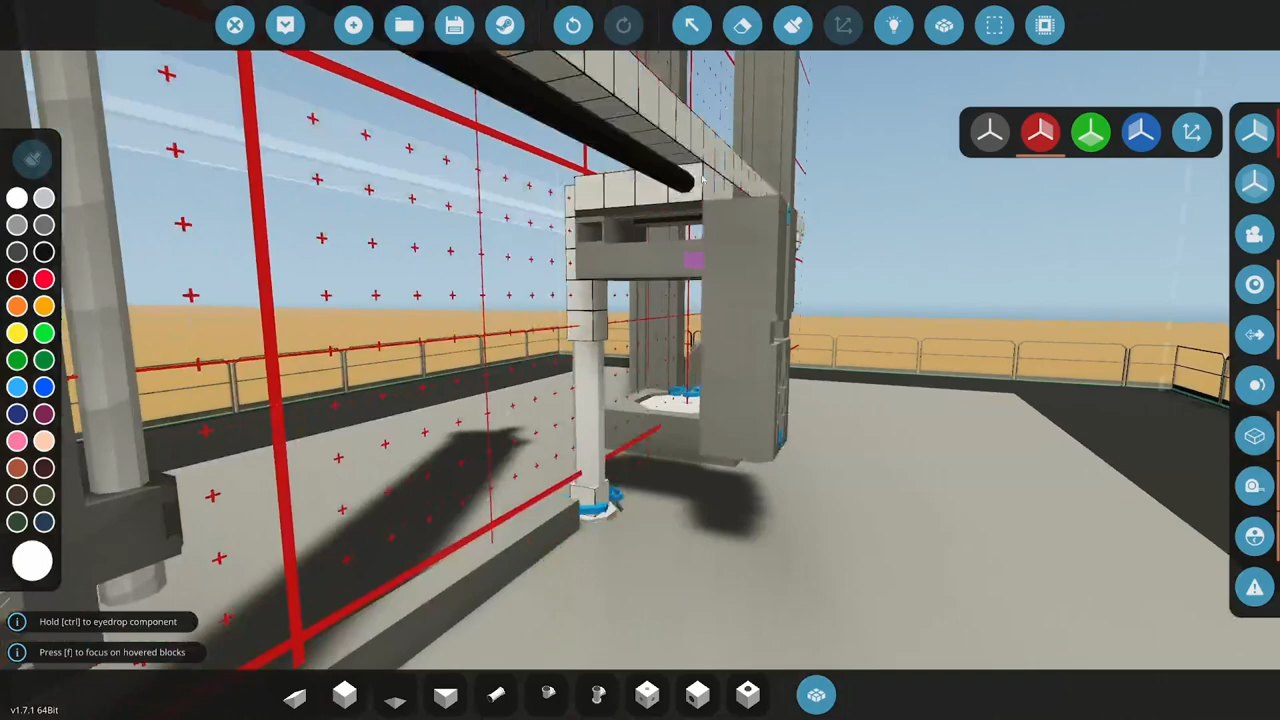 Hold [ctrl] to eyedrop component
Press [f] to focus on hovered blocks
v1.7.1 64Bit